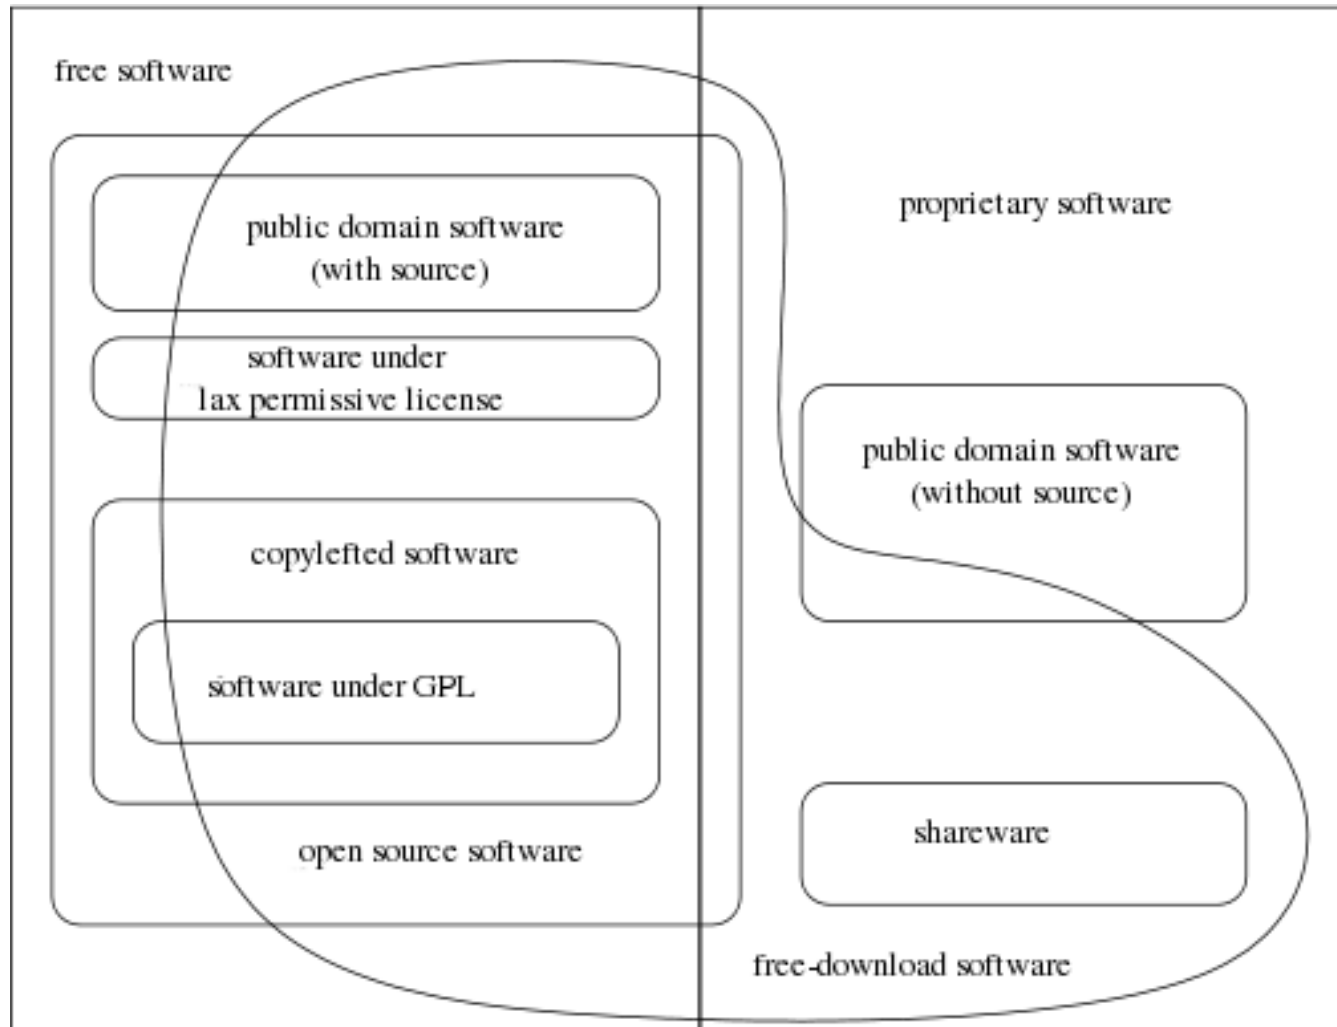 free software
public domain software
(with source)
software under
lax permissive license
copylefted software
software under GPL
open source software
proprietary software
public domain software
(without source)
shareware
free-download software